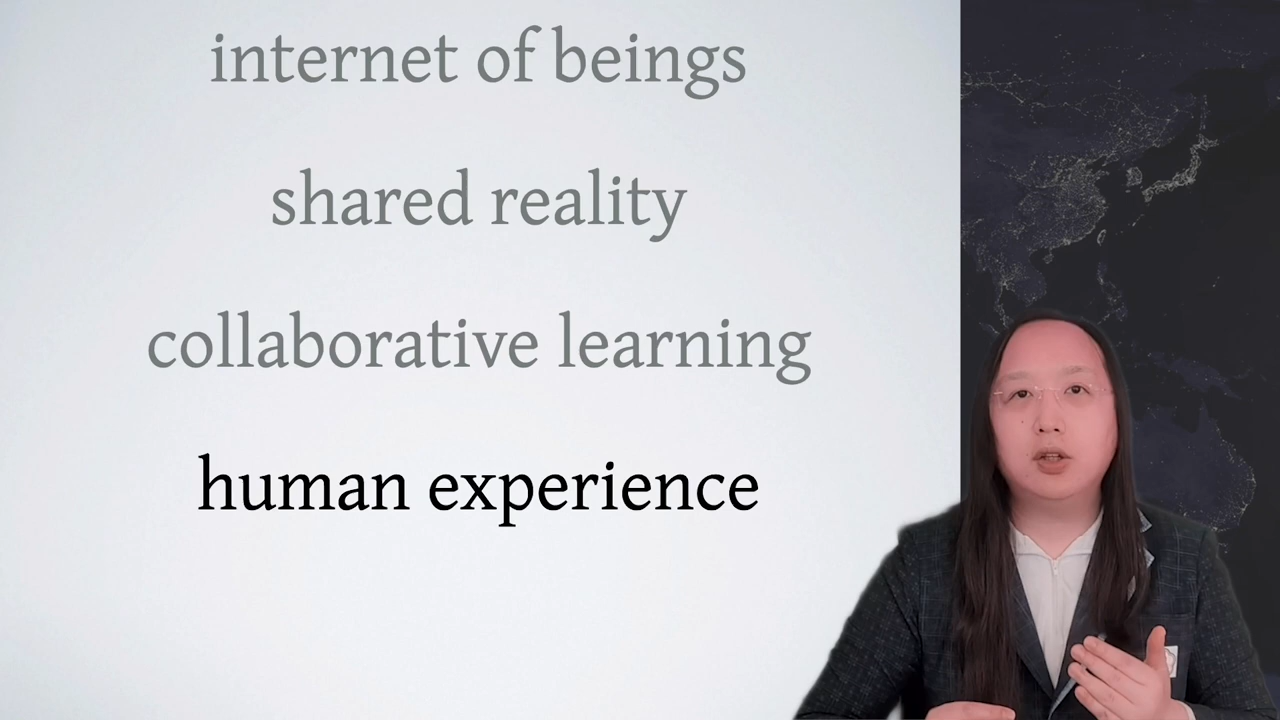 internet of beings
shared reality
collaborative learning
human experience